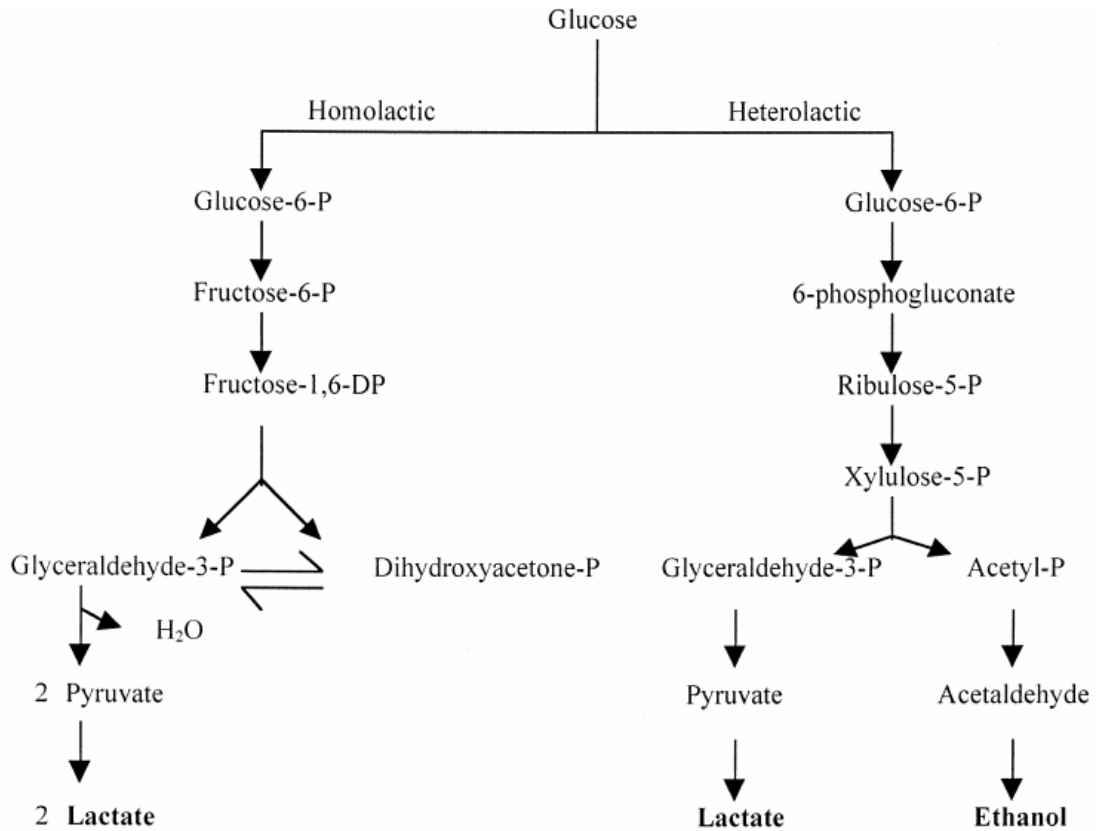 Glucose
Homolactic Heterolactic
Glucose-6-P Glucose-6-P
Fructose-6-P 6-phosphogluconate
Fructose-1,6-DP Ribulose-5-P
Xylulose-5-P
Glyceraldehyde-3-P Dihydroxyacetone-P Glyceraldehyde-3-P Acetyl-P
H₂O
2 Pyruvate Pyruvate Acetaldehyde
2 Lactate Lactate Ethanol